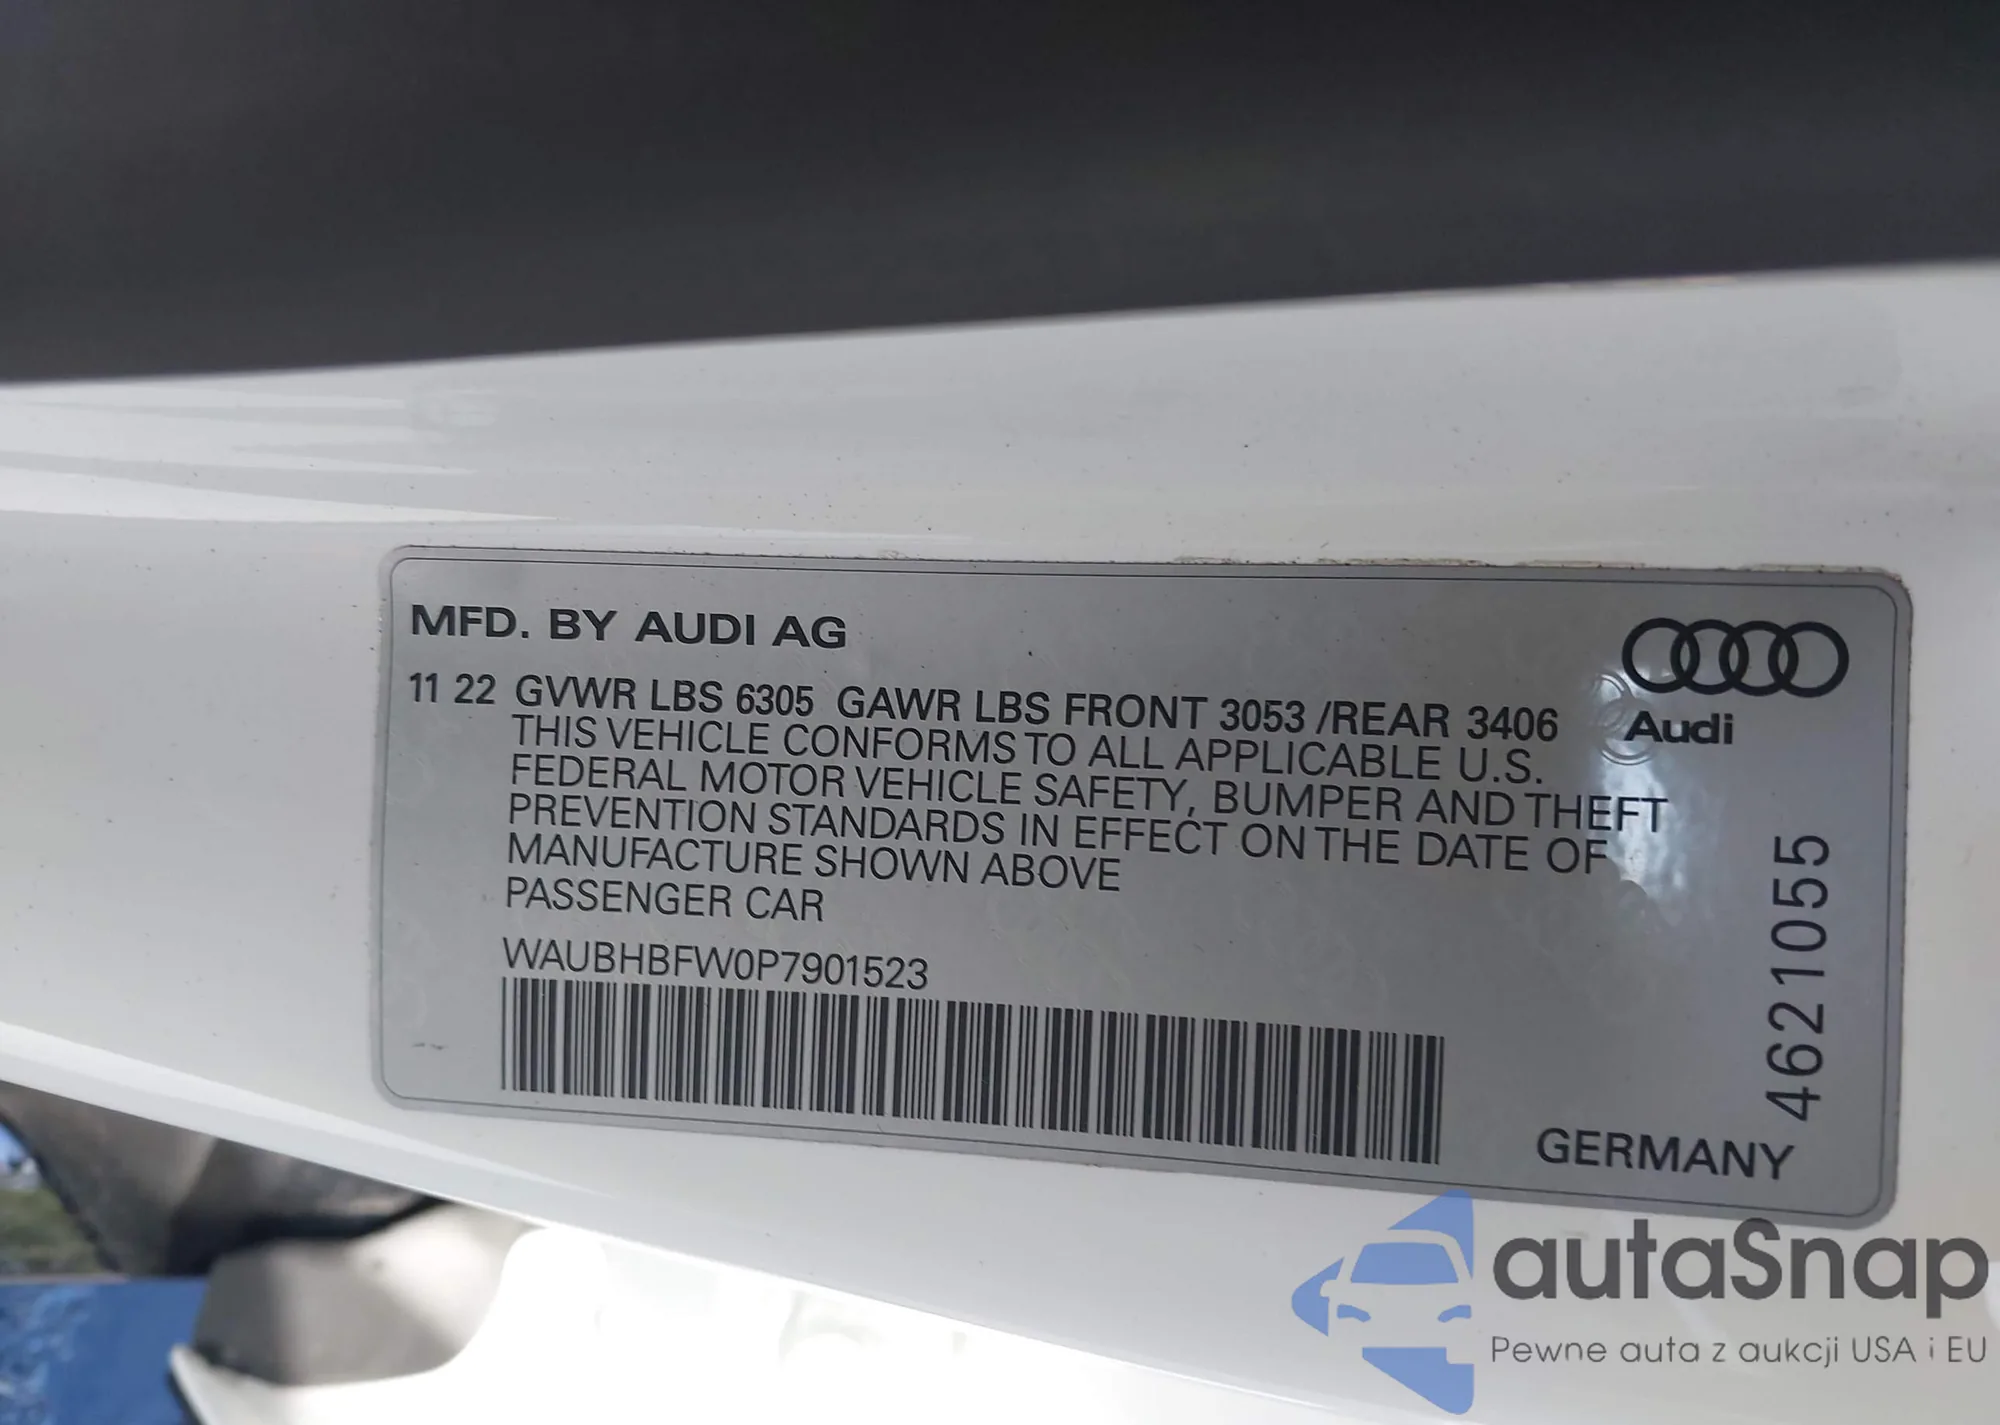 MFD. BY AUDI AG
11 22 GVWR LBS 6305 GAWR LBS FRONT 3053 /REAR 3406
THIS VEHICLE CONFORMS TO ALL APPLICABLE U.S.
FEDERAL MOTOR VEHICLE SAFETY, BUMPER AND THEFT
PREVENTION STANDARDS IN EFFECT ON THE DATE OF
MANUFACTURE SHOWN ABOVE
PASSENGER CAR
WAUBHBFW0P7901523
Audi
4621055
GERMANY
autaSnap
Pewne auta z aukcji USA i EU